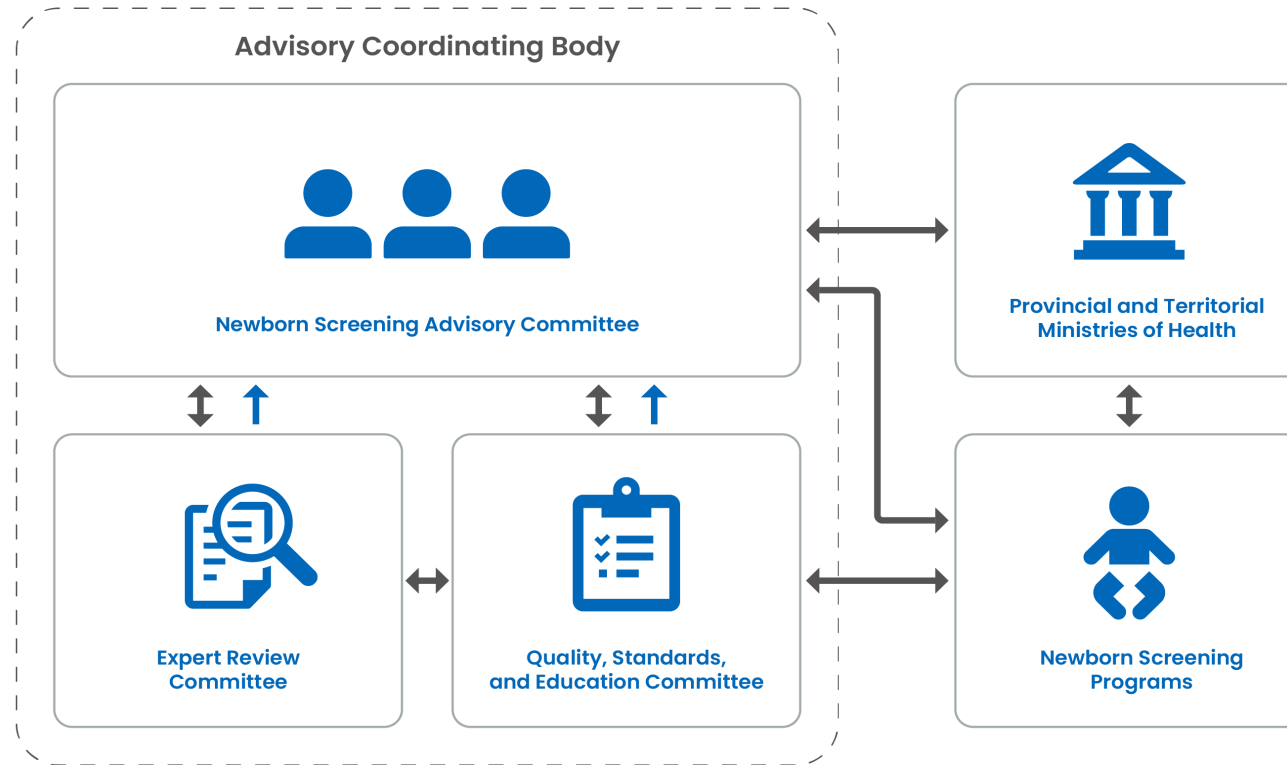 Advisory Coordinating Body
Newborn Screening Advisory Committee
Provincial and Territorial
Ministries of Health
Expert Review
Committee
Quality, Standards,
and Education Committee
Newborn Screening
Programs